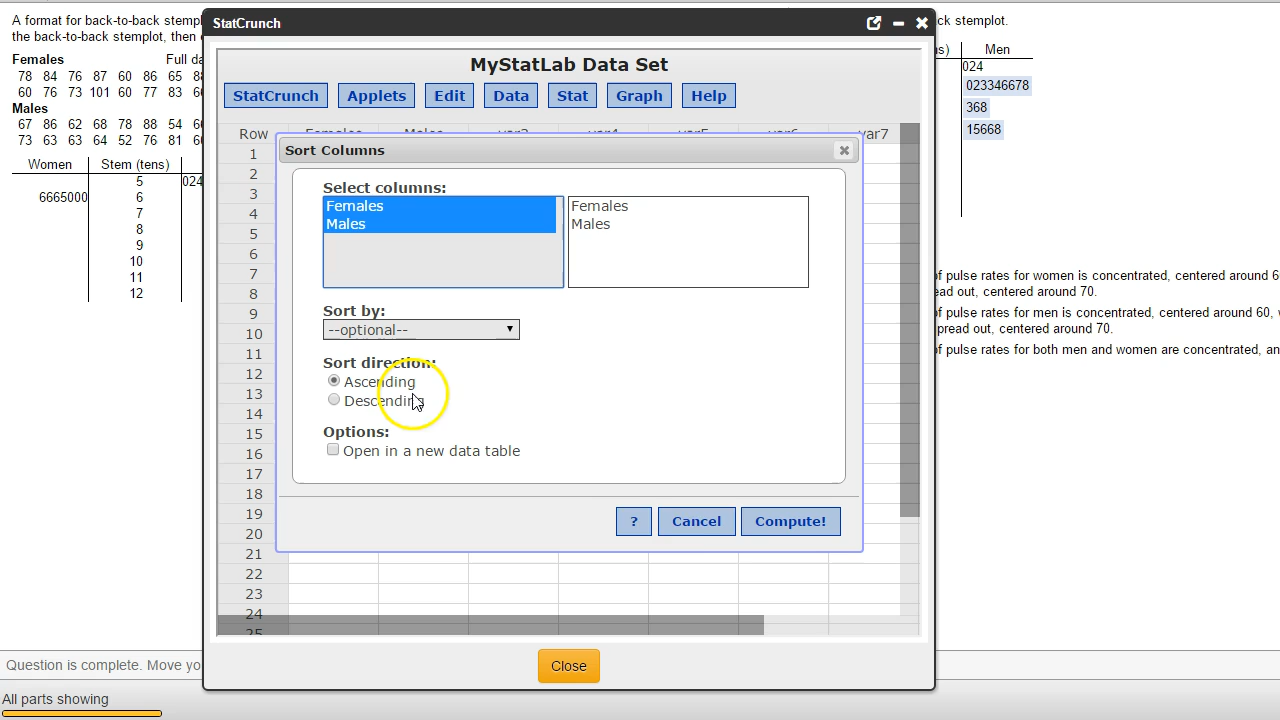 A format for back-to-back
the back-to-back stemplot, then
Females Full
78 84 76 87 60 86 65
60 76 73 101 60 77 83
Males
67 86 62 68 78 88 54
73 63 63 64 52 76 81
Women Stem (tens)
5 024
6665000 6
7
8
9
10
11
12
StatCrunch
MyStatLab Data Set
StatCrunch Applets Edit Data Stat Graph Help
Row Females Males var3 var4 var5 var6 var7
1
2
3
4
5
6
7
8
9
10
11
12
13
14
15
16
17
18
19
20
21
22
23
24
25
Sort Columns
Select columns:
Females
Males
Females
Males
Sort by:
--optional--
Sort direction:
Ascending
Descending
Options:
Open in a new data table
? Cancel Compute!
Close
stemplot.
Men
024
023346678
368
15668
of pulse rates for women is concentrated, centered around
out, centered around 70.
of pulse rates for men is concentrated, centered around 60,
out, centered around 70.
of pulse rates for both men and women are concentrated,
Question is complete. Move
All parts showing